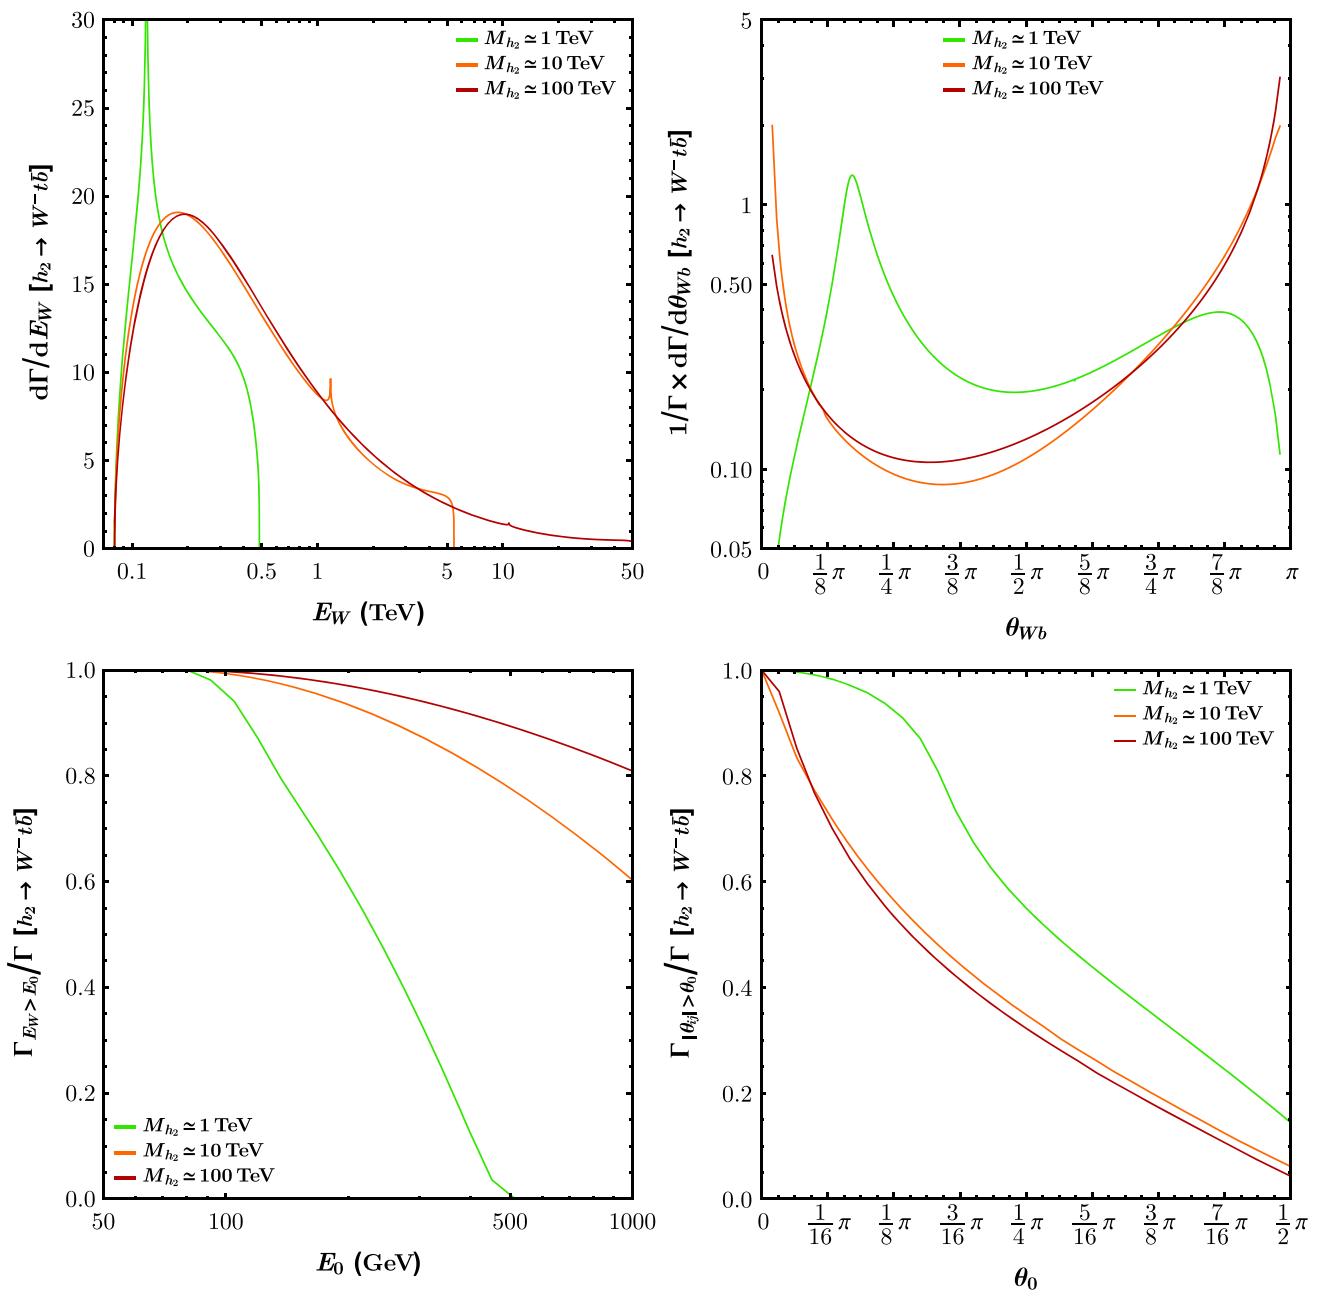 dΓ/dE_W [h₂ → W⁻tb̄]
30
25
20
15
10
5
0
M_h₂ ≃ 1 TeV
M_h₂ ≃ 10 TeV
M_h₂ ≃ 100 TeV
0.1 0.5 1 5 10 50
E_W (TeV)
1/Γ × dΓ/dθ_Wb [h₂ → W⁻tb̄]
5
1
0.50
0.10
0.05
M_h₂ ≃ 1 TeV
M_h₂ ≃ 10 TeV
M_h₂ ≃ 100 TeV
0 1/8 π 1/4 π 3/8 π 1/2 π 5/8 π 3/4 π 7/8 π π
θ_Wb
Γ_E_W>E₀/Γ [h₂ → W⁻tb̄]
1.0
0.8
0.6
0.4
0.2
0.0
M_h₂ ≃ 1 TeV
M_h₂ ≃ 10 TeV
M_h₂ ≃ 100 TeV
50 100 500 1000
E₀ (GeV)
Γ_|θ_ij|>θ₀/Γ [h₂ → W⁻tb̄]
1.0
0.8
0.6
0.4
0.2
0.0
M_h₂ ≃ 1 TeV
M_h₂ ≃ 10 TeV
M_h₂ ≃ 100 TeV
0 1/16 π 1/8 π 3/16 π 1/4 π 5/16 π 3/8 π 7/16 π 1/2 π
θ₀